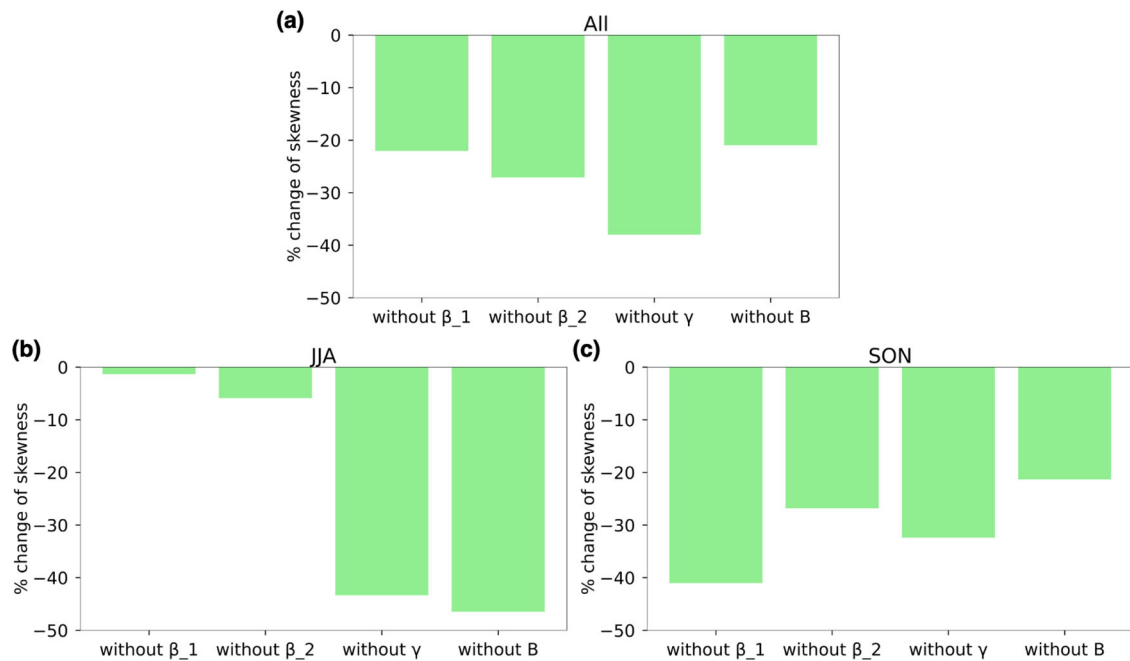 (a)
All
% change of skewness
0
−10
−20
−30
−40
−50
without β_1 without β_2 without γ without B
(b)
JJA
% change of skewness
0
−10
−20
−30
−40
−50
without β_1 without β_2 without γ without B
(c)
SON
% change of skewness
0
−10
−20
−30
−40
−50
without β_1 without β_2 without γ without B